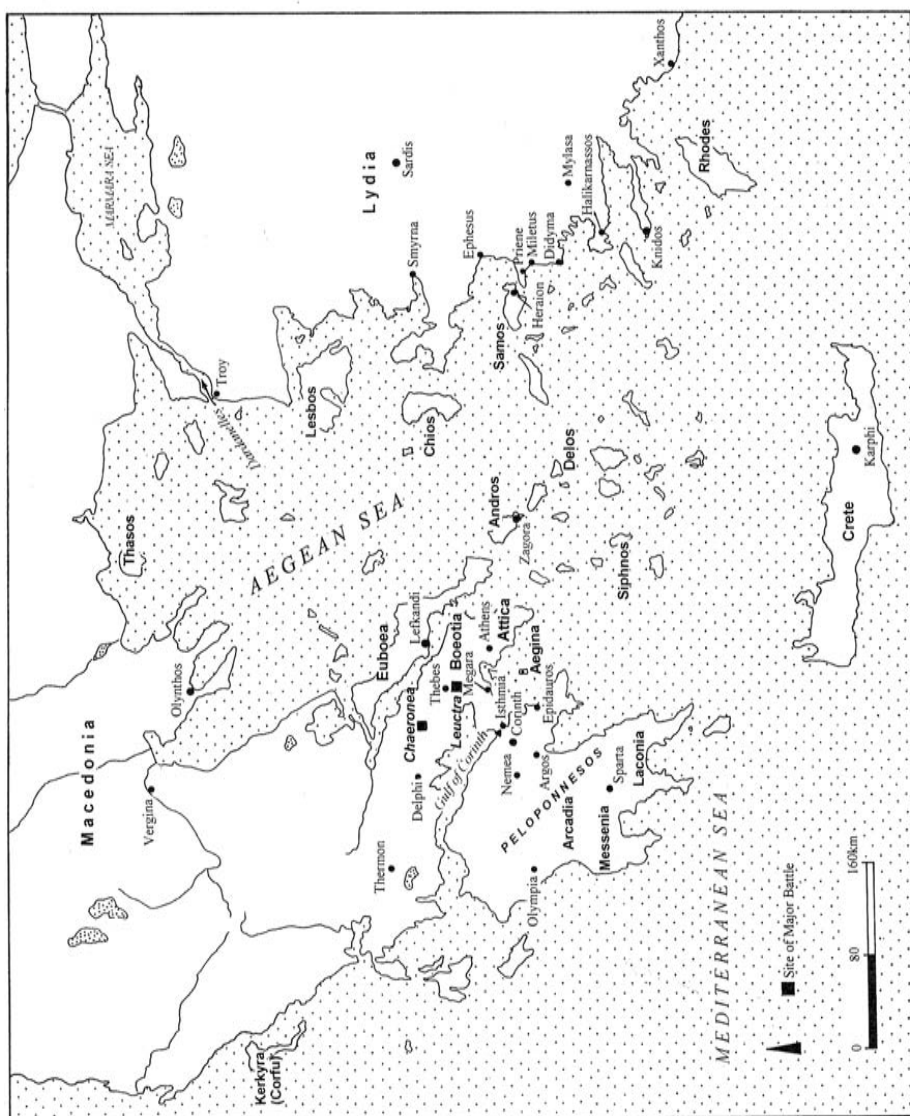 MARMARA SEA
Macedonia
Vergina
Olynthos
Thasos
Dardanelles
Troy
Kerkyra
(Corfu)
AEGEAN SEA
Lesbos
Lydia
Sardis
Smyrna
Chios
Thermon
Delphi
Chaeronea
Euboea
Lefkandi
Thebes
Leuctra
Boeotia
Megara
Athens
Attica
Gulf of Corinth
Isthmia
Corinth
Nemea
Argos
Aegina
Epidauros
Andros
Zagora
Delos
Siphnos
Ephesus
Samos
Heraion
Priene
Miletus
Didyma
Mylasa
Halikarnassos
Knidos
Rhodes
Xanthos
PELOPONNESOS
Olympia
Arcadia
Messenia
Sparta
Laconia
Crete
Karphi
MEDITERRANEAN SEA
Site of Major Battle
0 80 160km